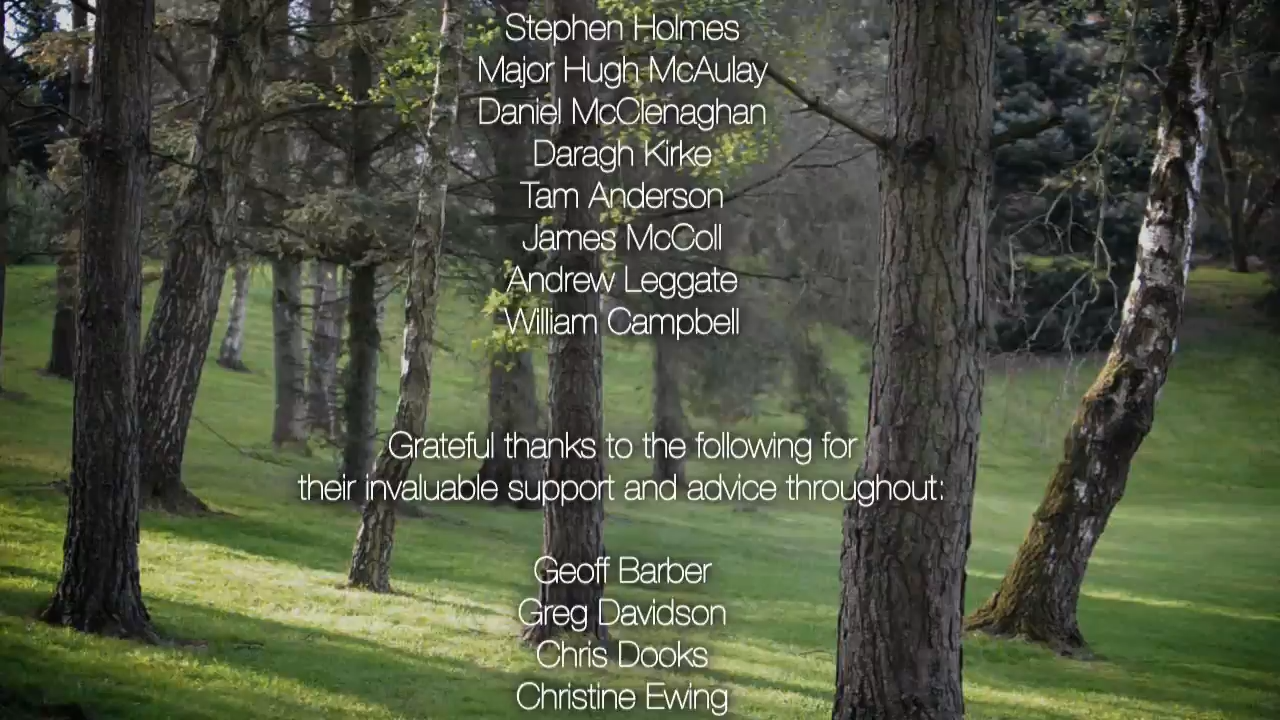 Stephen Holmes
Major Hugh McAulay
Daniel McClenaghan
Daragh Kirke
Tam Anderson
James McColl
Andrew Leggate
William Campbell
Grateful thanks to the following for
their invaluable support and advice throughout:
Geoff Barber
Greg Davidson
Chris Dooks
Christine Ewing